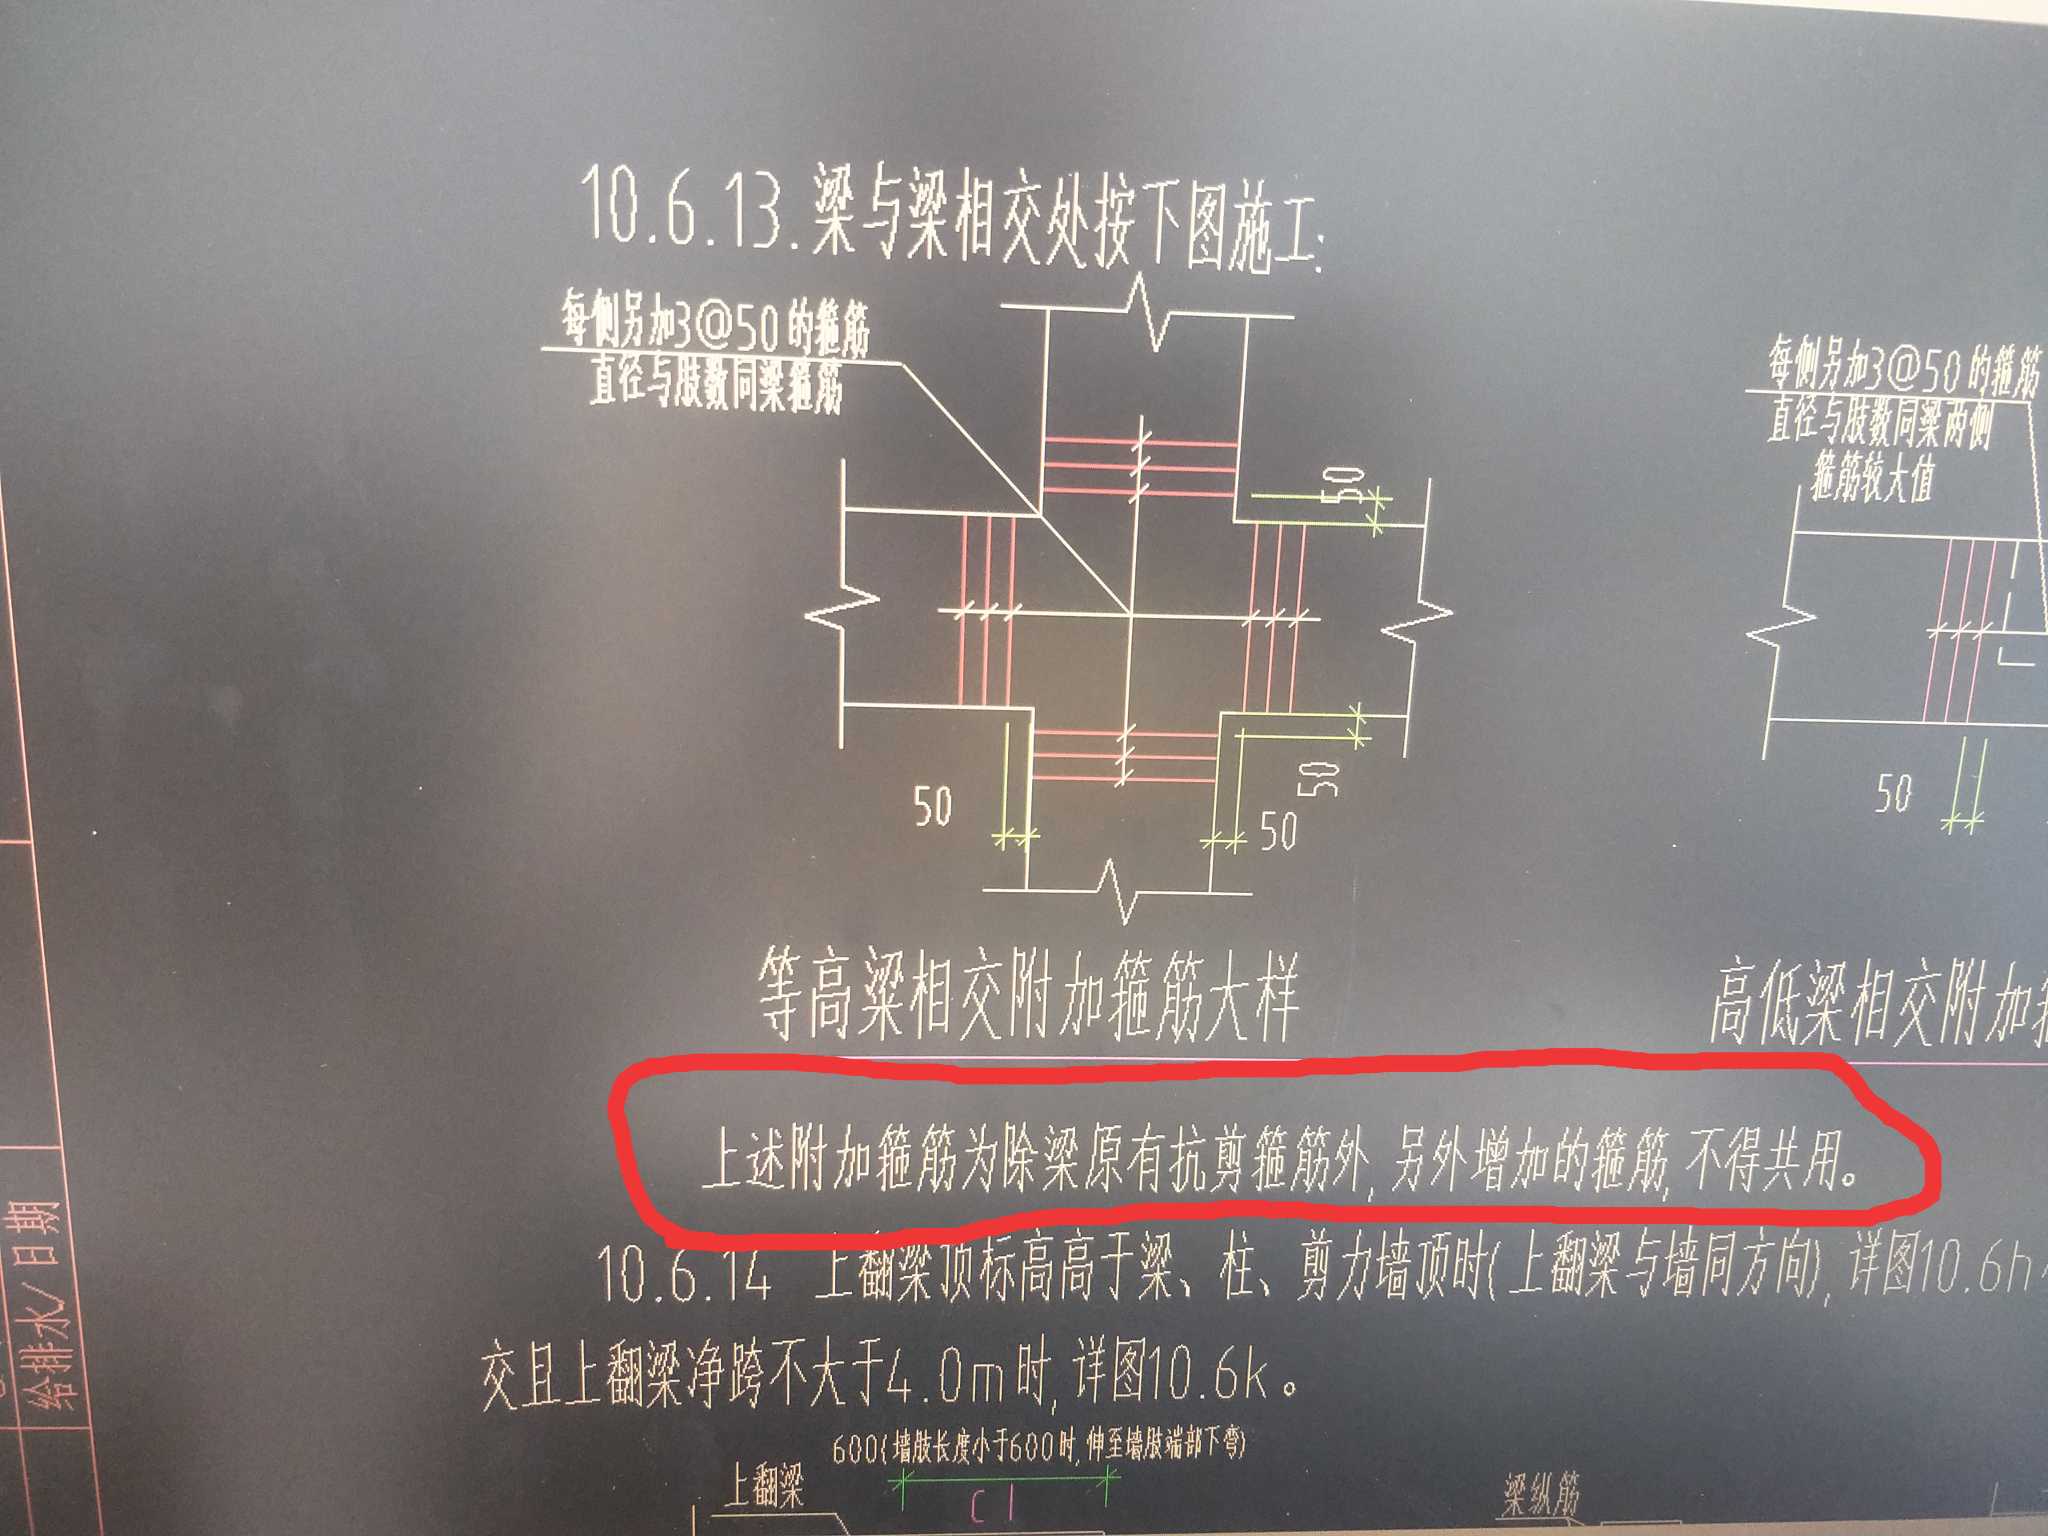 10.6.13.梁与梁相交处按下图施工:
每侧另加3@50的箍筋
直径与肢数同梁箍筋
每侧另加3@50的箍筋
直径与肢数同梁两侧
箍筋较大值
50
50
50
50
50
等高梁相交附加箍筋大样
高低梁相交附加箍
上述附加箍筋为除梁原有抗剪箍筋外,另外增加的箍筋,不得共用。
10.6.14 上翻梁顶标高高于梁、柱、剪力墙顶时(上翻梁与墙同方向),详图10.6h
交且上翻梁净跨不大于4.0m时,详图10.6k。
600(墙肢长度小于600时,伸至墙肢端部下弯)
上翻梁
梁纵筋
给排水/日期